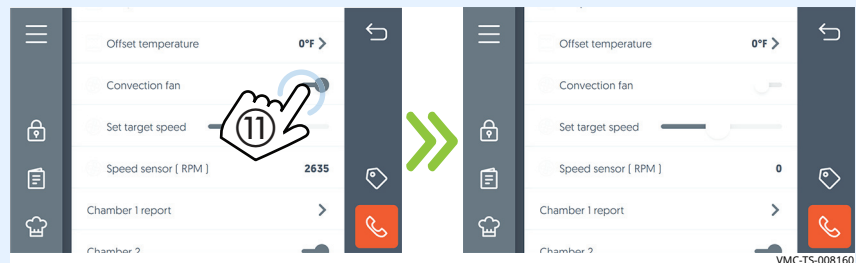 Offset temperature 0°F >
Convection fan
11
Set target speed
Speed sensor [ RPM ] 2635
Chamber 1 report >
Chamber 2
Offset temperature 0°F >
Convection fan
Set target speed
Speed sensor [ RPM ] 0
Chamber 1 report >
Chamber 2
VMC-TS-008160